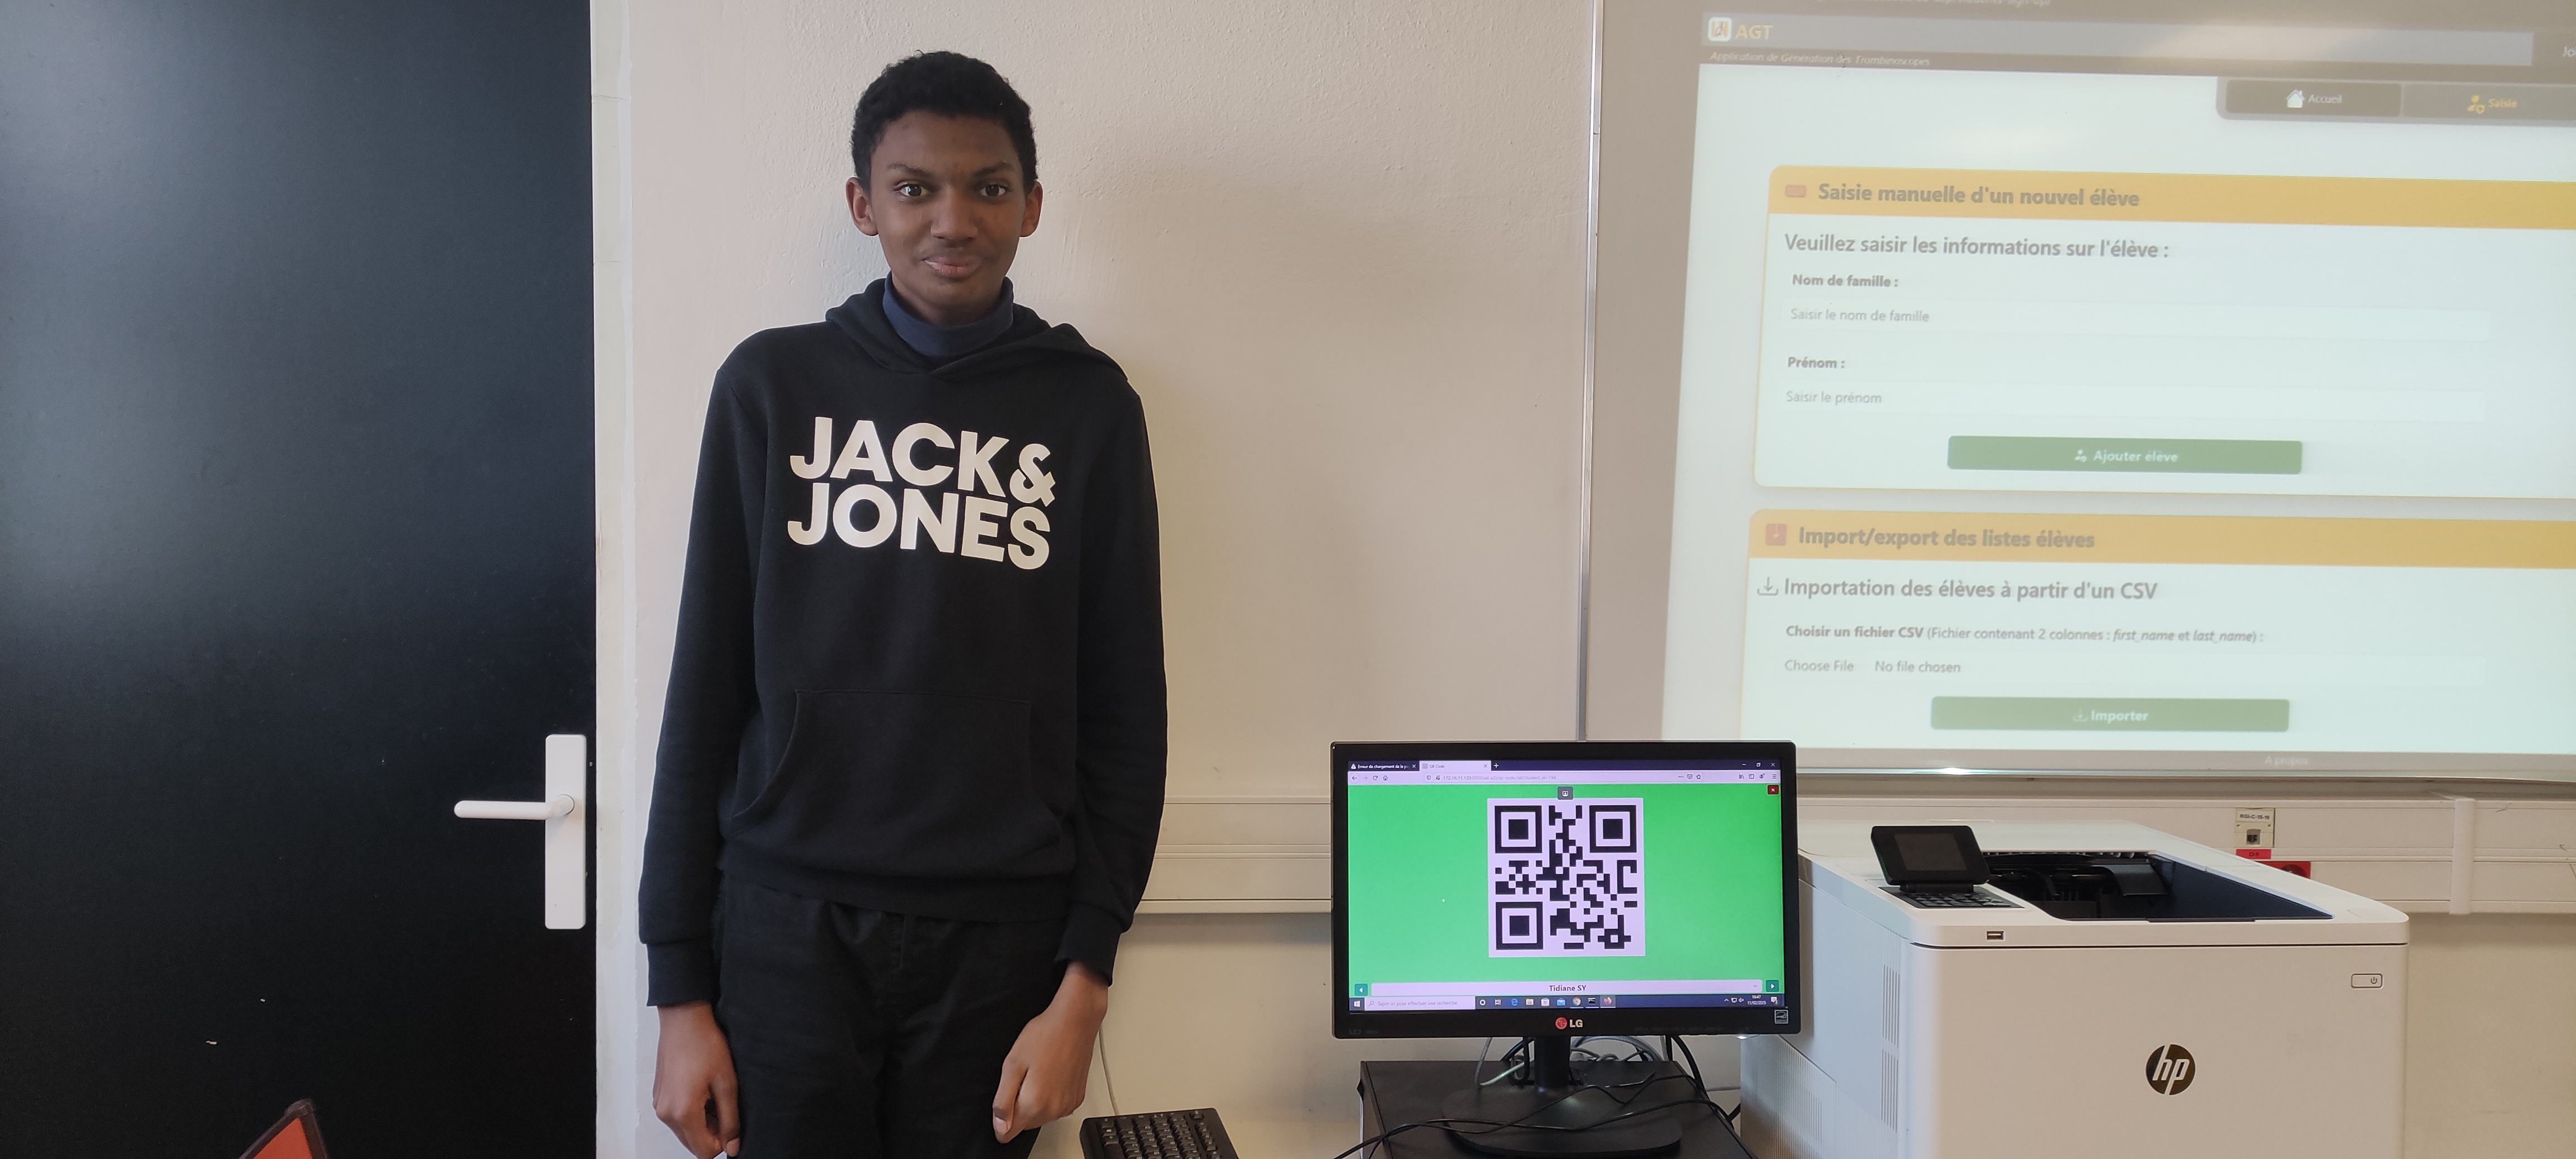 AGT
Application de Génération des Trombinoscopes
Accueil
Saisie
Saisie manuelle d'un nouvel élève
Veuillez saisir les informations sur l'élève :
Nom de famille :
Saisir le nom de famille
Prénom :
Saisir le prénom
Ajouter élève
Import/export des listes élèves
Importation des élèves à partir d'un CSV
Choisir un fichier CSV (Fichier contenant 2 colonnes : first_name et last_name) :
Choose File No file chosen
Importer
A propos
JACK&
JONES
Tidiane SY
LG
hp